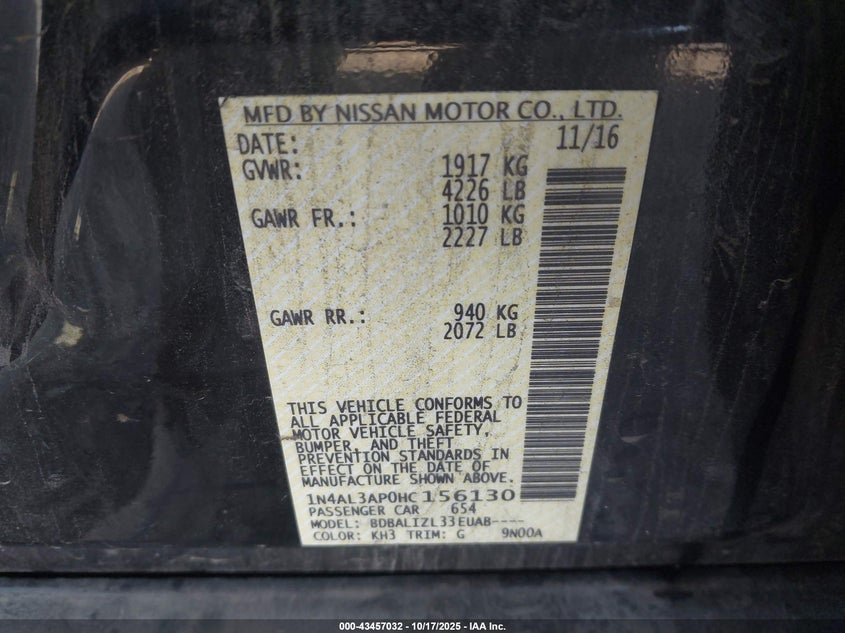 MFD BY NISSAN MOTOR CO., LTD.
DATE: 11/16
GVWR: 1917 KG
4226 LB
GAWR FR.: 1010 KG
2227 LB
GAWR RR.: 940 KG
2072 LB
THIS VEHICLE CONFORMS TO
ALL APPLICABLE FEDERAL
MOTOR VEHICLE SAFETY,
BUMPER, AND THEFT
PREVENTION STANDARDS IN
EFFECT ON THE DATE OF
MANUFACTURE SHOWN ABOVE.
1N4AL3AP0HC156130
PASSENGER CAR 654
MODEL: BDBALIZL33EUAB----
COLOR: KH3 TRIM: G 9N00A
000-43457032 - 10/17/2025 - IAA Inc.